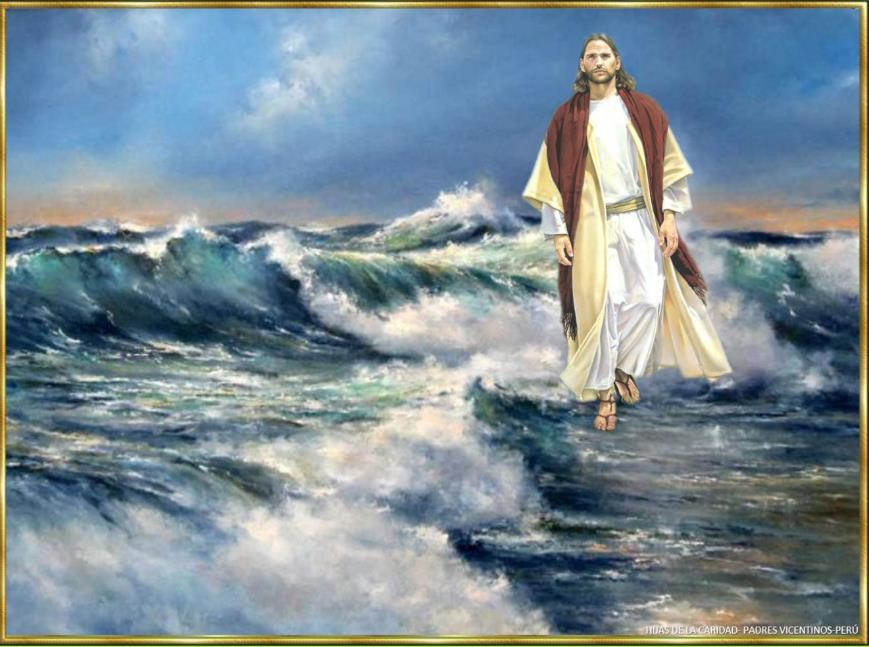 HIJAS DE LA CARIDAD- PADRES VICENTINOS-PERÚ